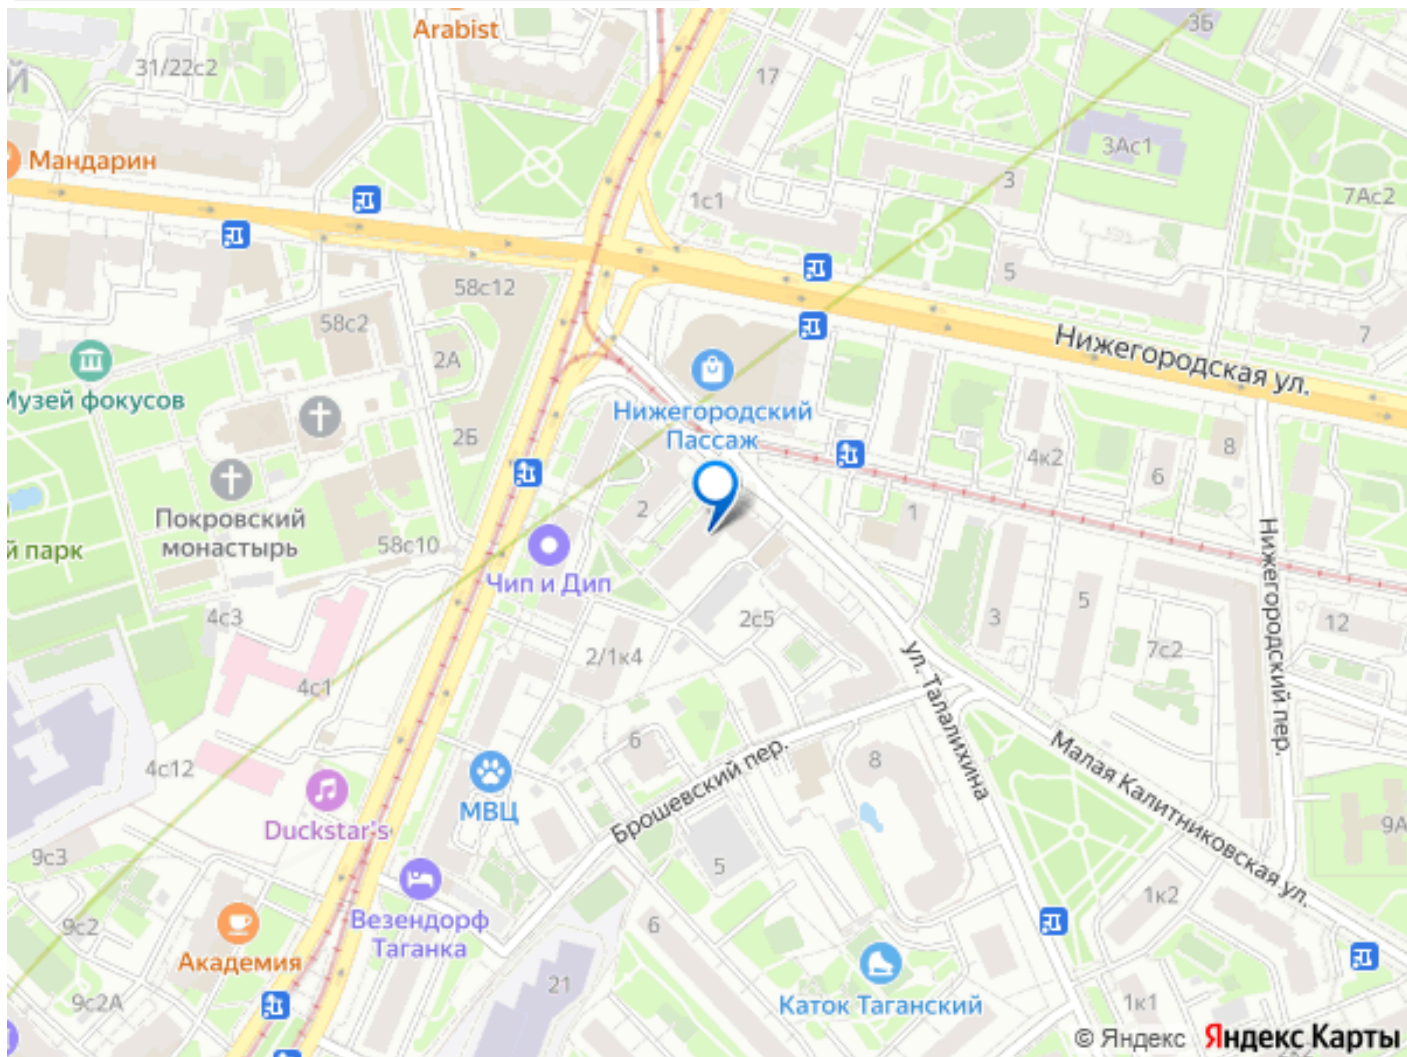 Arabist
3Б
31/22с2
Й
17
3Ас1
Мандарин
3
7Ас2
1с1
5
58с12
58с2
7
2А
Нижегородская ул.
Музей фокусов
Нижегородский
Пассаж
2Б
8
4к2
6
2
1
Покровский
монастырь
58с10
й парк
Чип и Дип
Нижегородский пер.
4с3
2с5
3
5
12
2/1к4
7с2
4с1
ул. Талалихина
6
Брошевский пер.
8
Малая Калитниковская ул.
4с12
МВЦ
Duckstar's
9А
9с3
5
Везендорф
Таганка
1к2
9с2
6
Академия
21
Каток Таганский
9с2А
1к1
© Яндекс Яндекс Карты